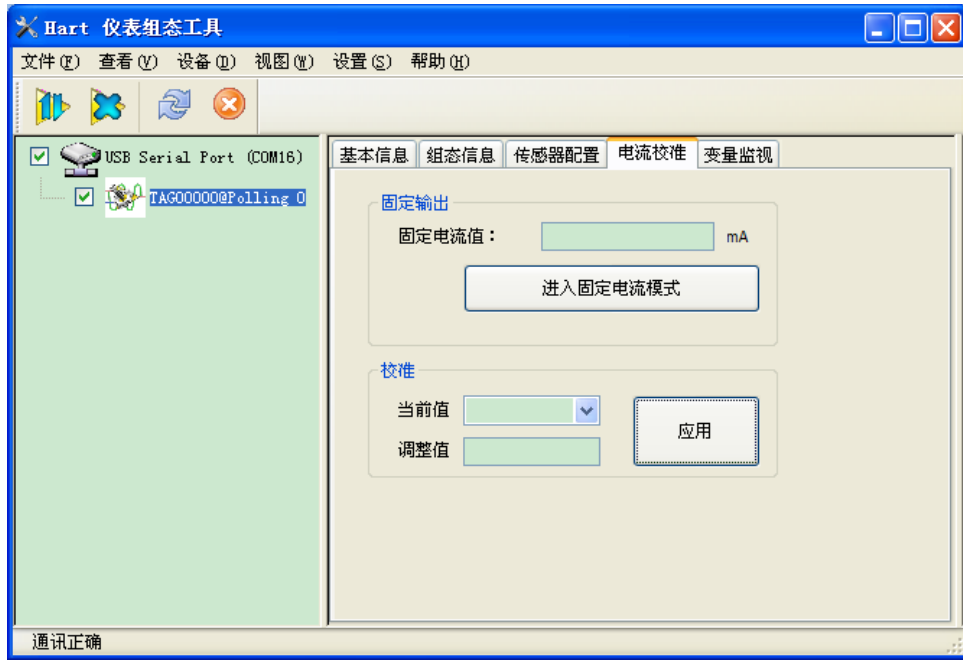 Hart 仪表组态工具
文件(F) 查看(V) 设备(D) 视图(W) 设置(S) 帮助(H)
USB Serial Port (COM16)
TAG00000@Polling 0
基本信息 组态信息 传感器配置 电流校准 变量监视
固定输出
固定电流值： mA
进入固定电流模式
校准
当前值
调整值
应用
通讯正确